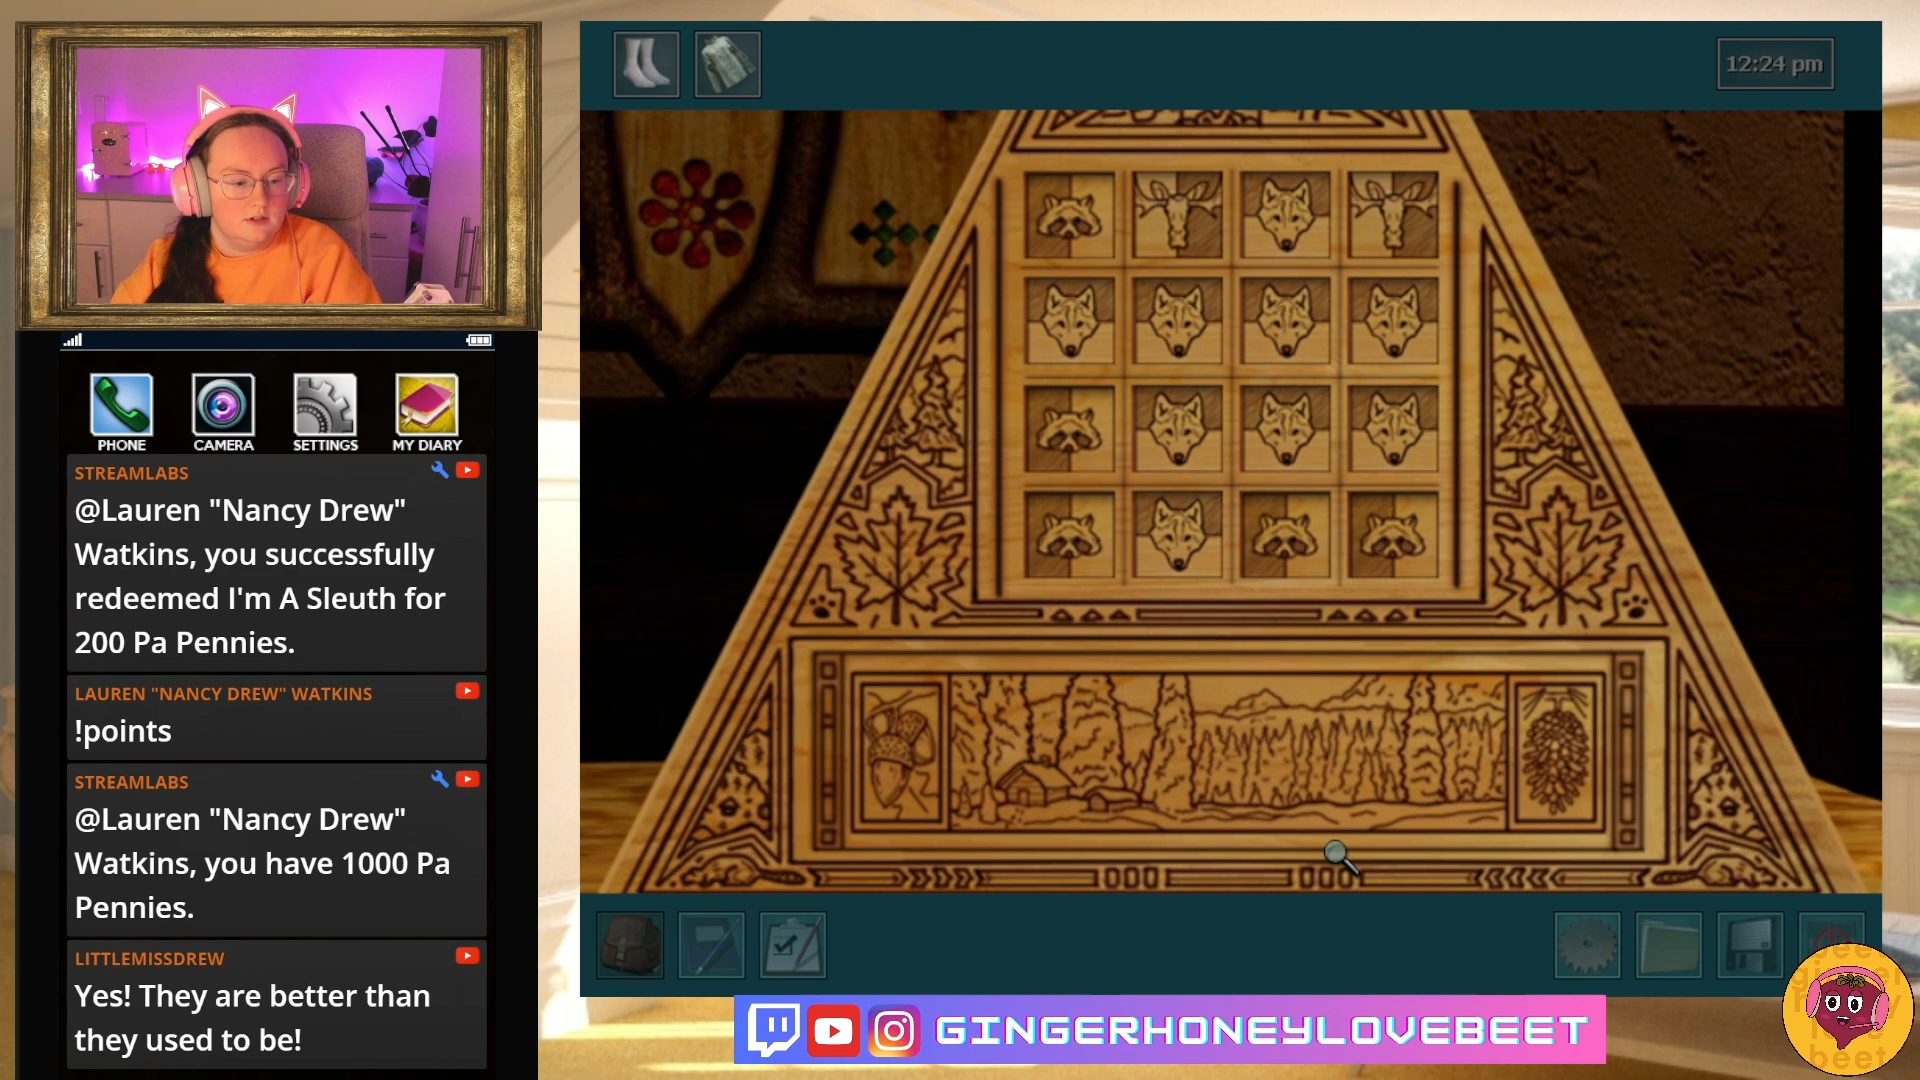 PHONE
CAMERA
SETTINGS
MY DIARY
STREAMLABS
@Lauren "Nancy Drew"
Watkins, you successfully
redeemed I'm A Sleuth for
200 Pa Pennies.
LAUREN "NANCY DREW" WATKINS
!points
STREAMLABS
@Lauren "Nancy Drew"
Watkins, you have 1000 Pa
Pennies.
LITTLEMISSDREW
Yes! They are better than
they used to be!
12:24 pm
GINGERHONEYLOVEBEET